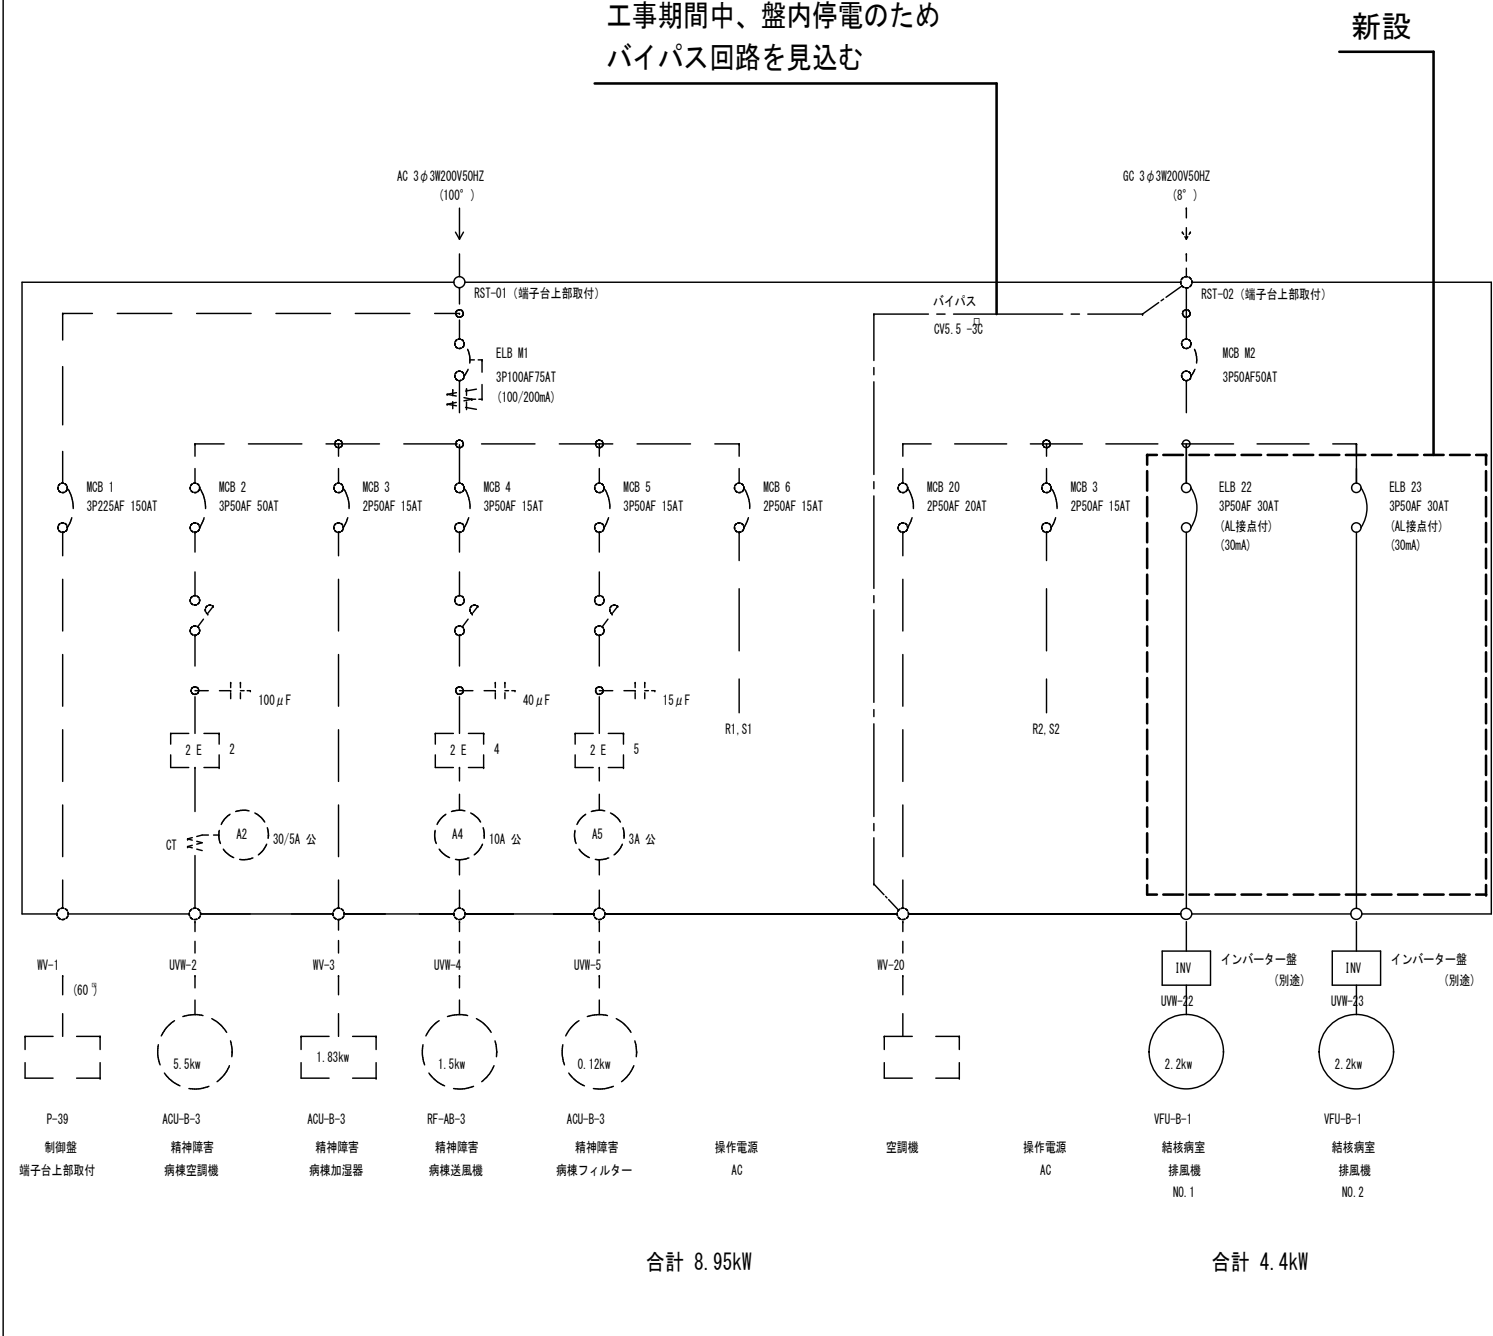 工事期間中、盤内停電のため
バイパス回路を見込む
新設
AC 3φ3W200V50HZ
(100° )
GC 3φ3W200V50HZ
(8° )
RST-01 (端子台上部取付)
バイパス
CV5.5 -3C
RST-02 (端子台上部取付)
ELB M1
3P100AF75AT
(100/200mA)
MCB M2
3P50AF50AT
MCB 1
3P225AF 150AT
MCB 2
3P50AF 50AT
MCB 3
2P50AF 15AT
MCB 4
3P50AF 15AT
MCB 5
3P50AF 15AT
MCB 6
2P50AF 15AT
MCB 20
2P50AF 20AT
MCB 3
2P50AF 15AT
ELB 22
3P50AF 30AT
(AL接点付)
(30mA)
ELB 23
3P50AF 30AT
(AL接点付)
(30mA)
100μF
40μF
15μF
R1,S1
R2,S2
2 E
2
2 E
4
2 E
5
CT
A2
30/5A 公
A4
10A 公
A5
3A 公
WV-1
(60
UVW-2
WV-3
UVW-4
UVW-5
WV-20
INV
インバーター盤
(別途)
UVW-22
INV
インバーター盤
(別途)
UVW-23
5.5kw
1.83kw
1.5kw
0.12kw
2.2kw
2.2kw
P-39
制御盤
端子台上部取付
ACU-B-3
精神障害
病棟空調機
ACU-B-3
精神障害
病棟加湿器
RF-AB-3
精神障害
病棟送風機
ACU-B-3
精神障害
病棟フィルター
操作電源
AC
空調機
操作電源
AC
VFU-B-1
結核病室
排風機
NO.1
VFU-B-1
結核病室
排風機
NO.2
合計 8.95kW
合計 4.4kW